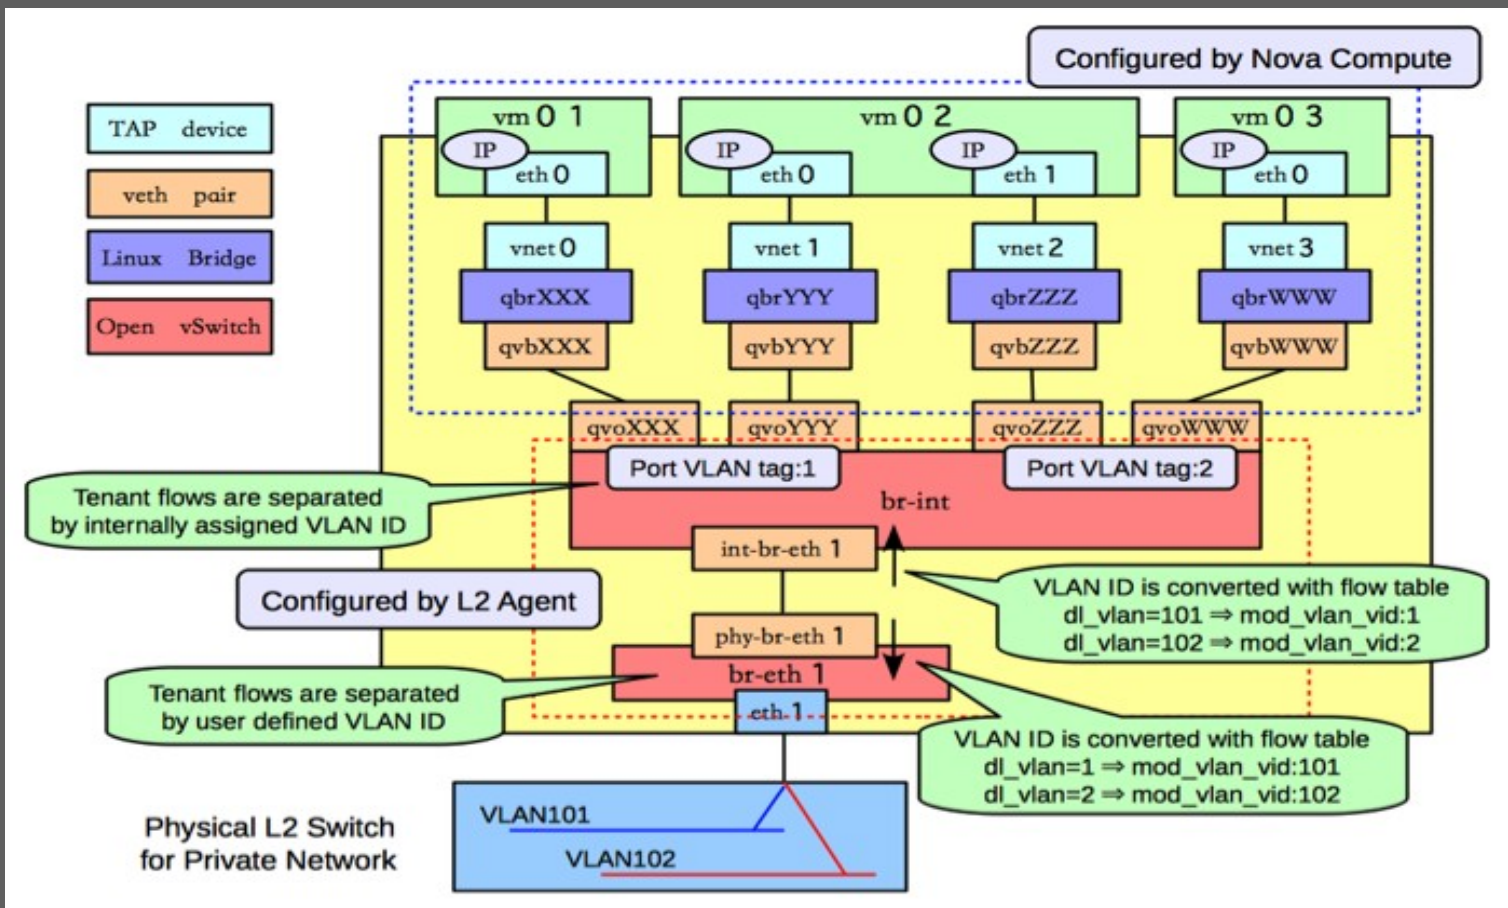 Configured by Nova Compute
TAP device
veth pair
Linux Bridge
Open vSwitch
vm 0 1
vm 0 2
vm 0 3
IP
IP
IP
IP
eth 0
eth 0
eth 1
eth 0
vnet 0
vnet 1
vnet 2
vnet 3
qbrXXX
qbrYYY
qbrZZZ
qbrWWW
qvbXXX
qvbYYY
qvbZZZ
qvbWWW
qvoXXX
qvoYYY
qvoZZZ
qvoWWW
Port VLAN tag:1
Port VLAN tag:2
br-int
Tenant flows are separated
by internally assigned VLAN ID
int-br-eth 1
Configured by L2 Agent
VLAN ID is converted with flow table
dl_vlan=101 ⇒ mod_vlan_vid:1
dl_vlan=102 ⇒ mod_vlan_vid:2
phy-br-eth 1
br-eth 1
Tenant flows are separated
by user defined VLAN ID
eth 1
VLAN ID is converted with flow table
dl_vlan=1 ⇒ mod_vlan_vid:101
dl_vlan=2 ⇒ mod_vlan_vid:102
Physical L2 Switch
for Private Network
VLAN101
VLAN102